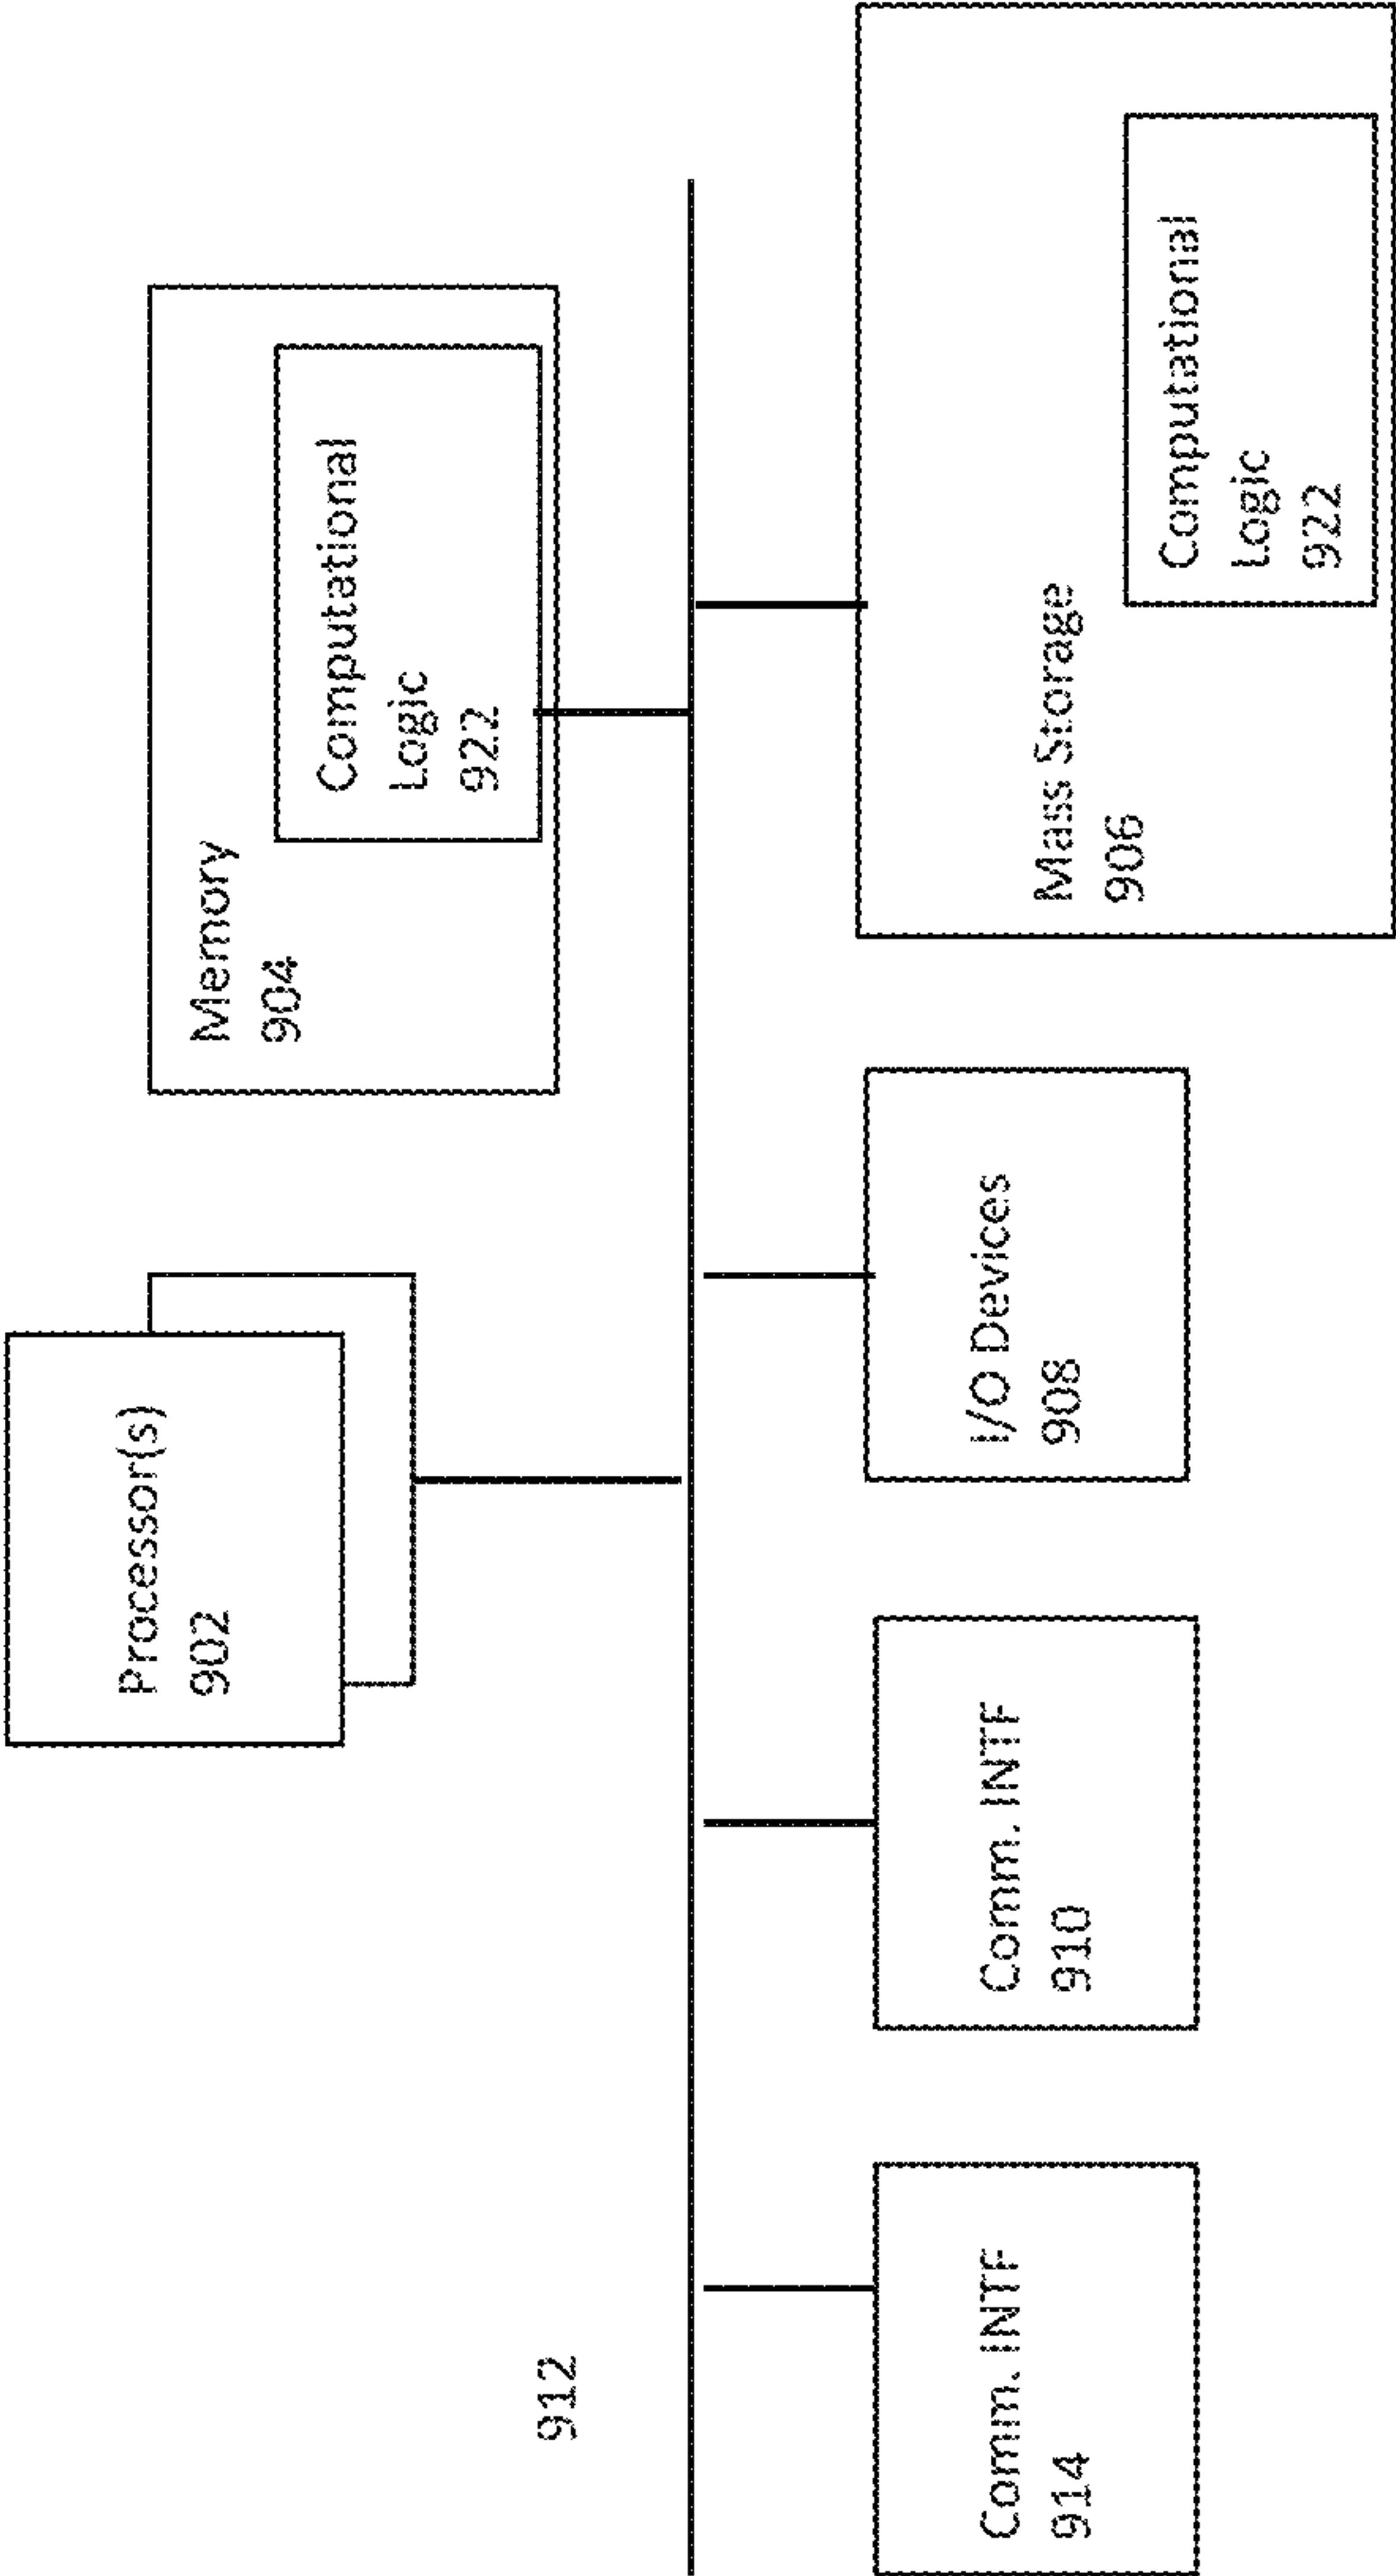 Processor(s)
902
Memory
904
Computational
Logic
922
912
Comm. INTF
914
Comm. INTF
910
I/O Devices
908
Mass Storage
906
Computational
Logic
922